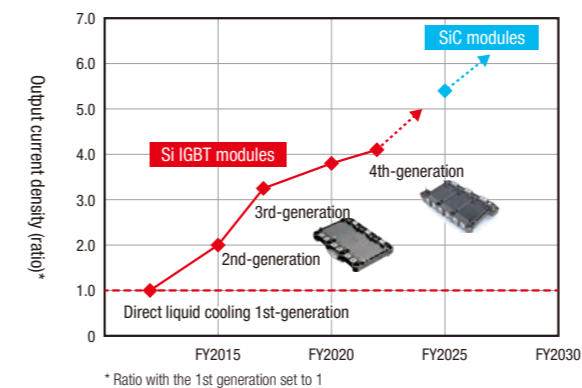 7.0
6.0
5.0
4.0
3.0
2.0
1.0
0
Output current density (ratio)*
SiC modules
Si IGBT modules
4th-generation
3rd-generation
2nd-generation
Direct liquid cooling 1st-generation
FY2015
FY2020
FY2025
FY2030
* Ratio with the 1st generation set to 1